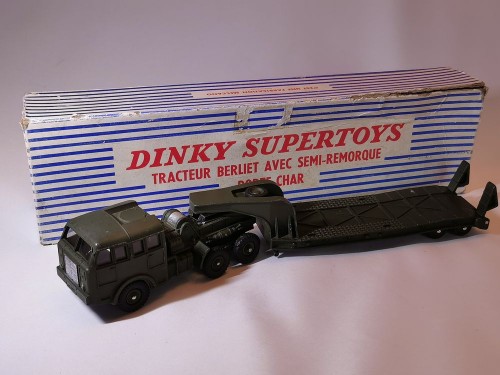 DINKY SUPERTOYS
TRACTEUR BERLIET AVEC SEMI-REMORQUE
PORTE CHAR